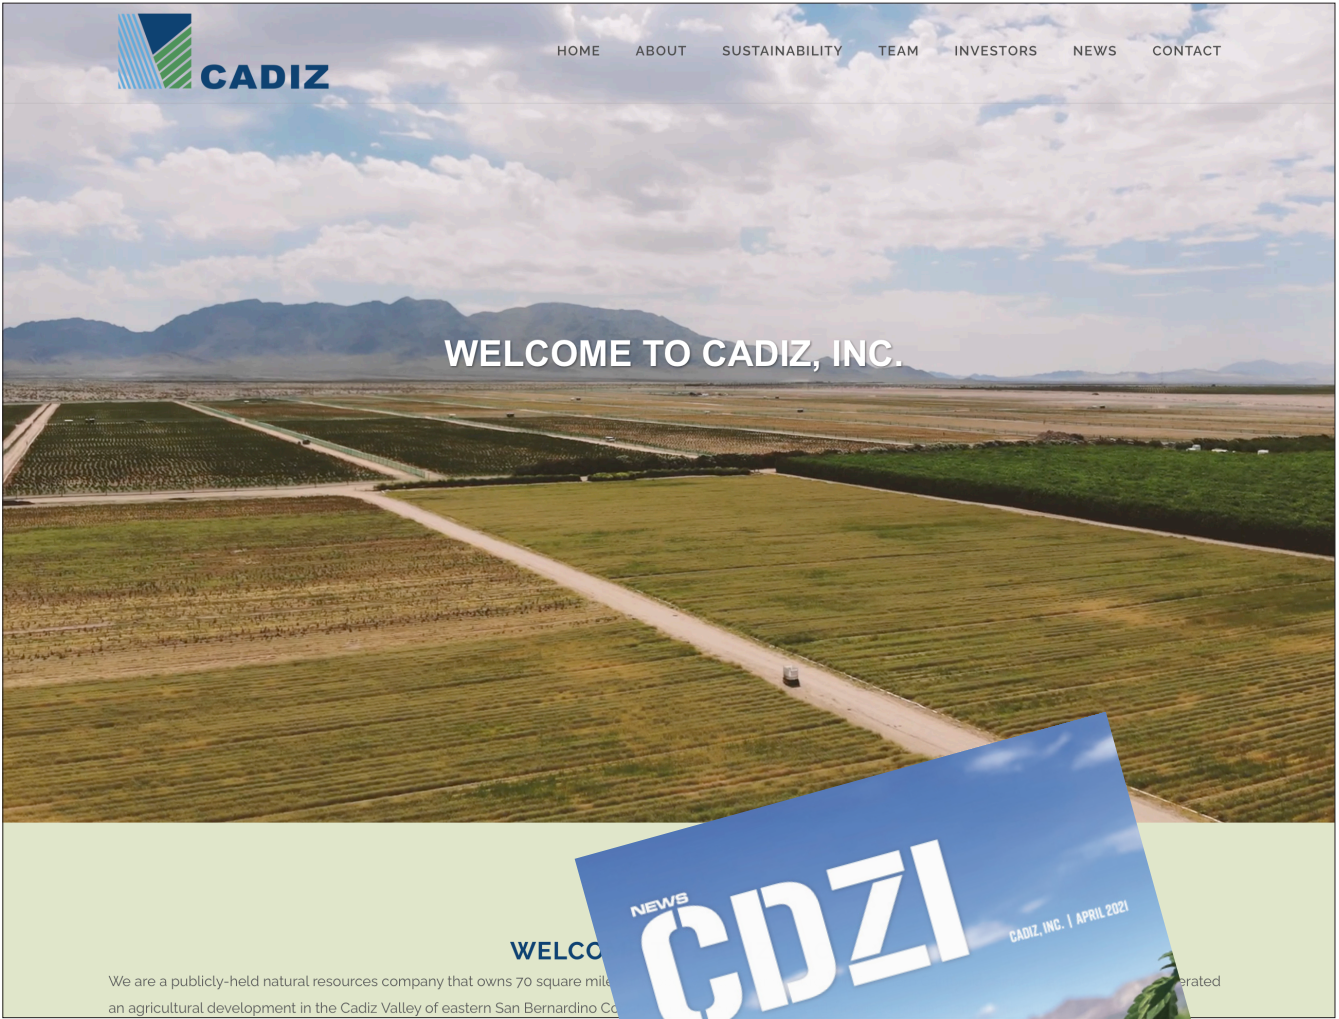 CADIZ
HOME ABOUT SUSTAINABILITY TEAM INVESTORS NEWS CONTACT
WELCOME TO CADIZ, INC.
WELCO
We are a publicly-held natural resources company that owns 70 square mile
erated
an agricultural development in the Cadiz Valley of eastern San Bernardino Co
NEWS
CDZI
CADIZ, INC. | APRIL 2021